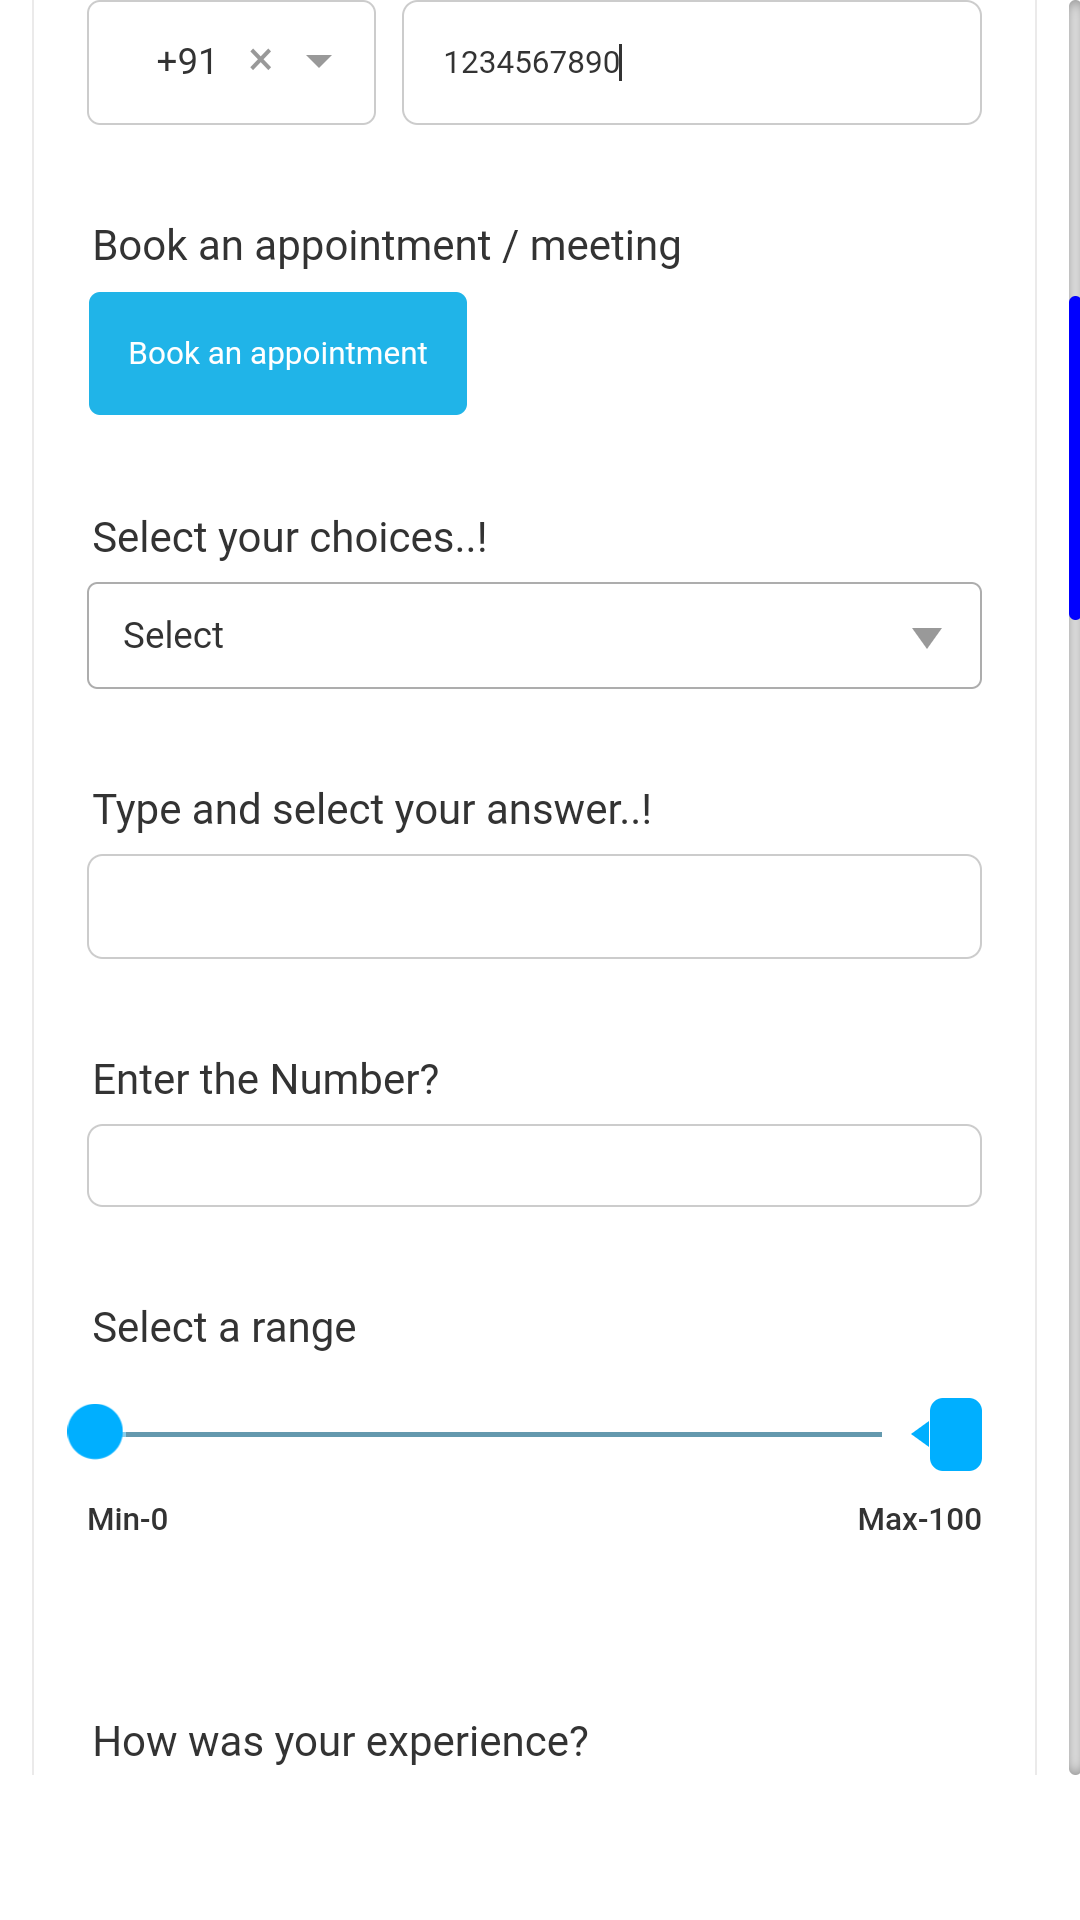 +91 × 1234567890
Book an appointment / meeting
Book an appointment
Select your choices..!
Select
Type and select your answer..!
Enter the Number?
Select a range
Min-0 Max-100
How was your experience?